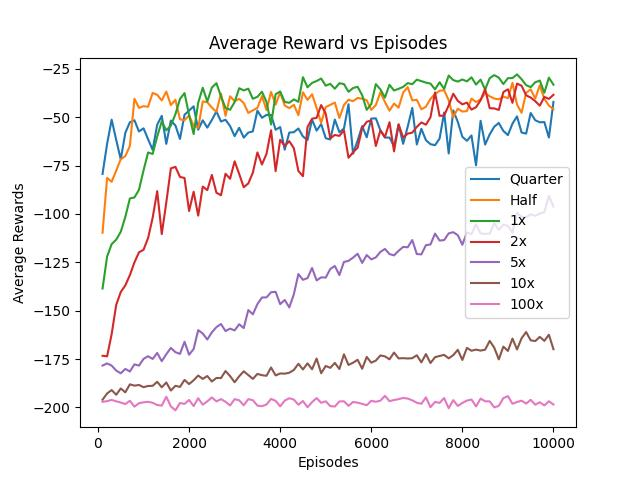 Average Reward vs Episodes
Average Rewards
−25
−50
−75
−100
−125
−150
−175
−200
Quarter
Half
1x
2x
5x
10x
100x
0 2000 4000 6000 8000 10000
Episodes